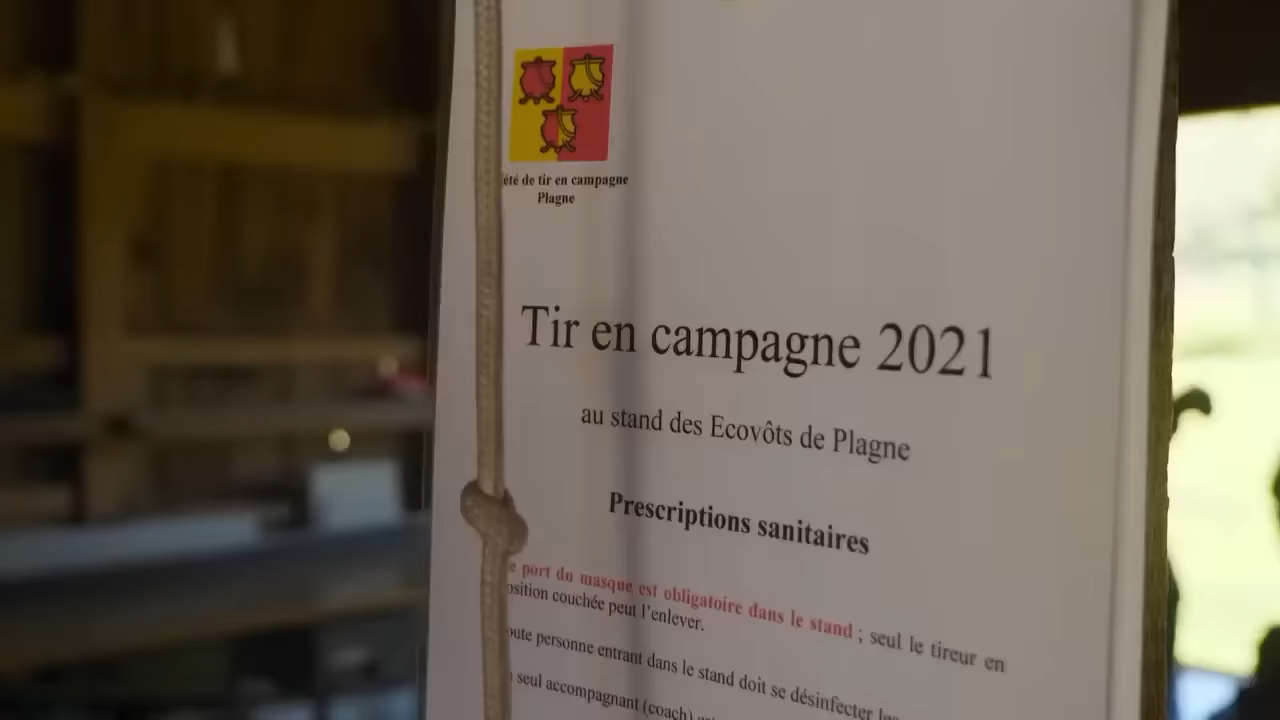 été de tir en campagne
Plagne
Tir en campagne 2021
au stand des Ecovôts de Plagne
Prescriptions sanitaires
e port du masque est obligatoire dans le stand ; seul le tireur en
osition couchée peut l'enlever.
oute personne entrant dans le stand doit se désinfecter
seul accompagnant (coach)